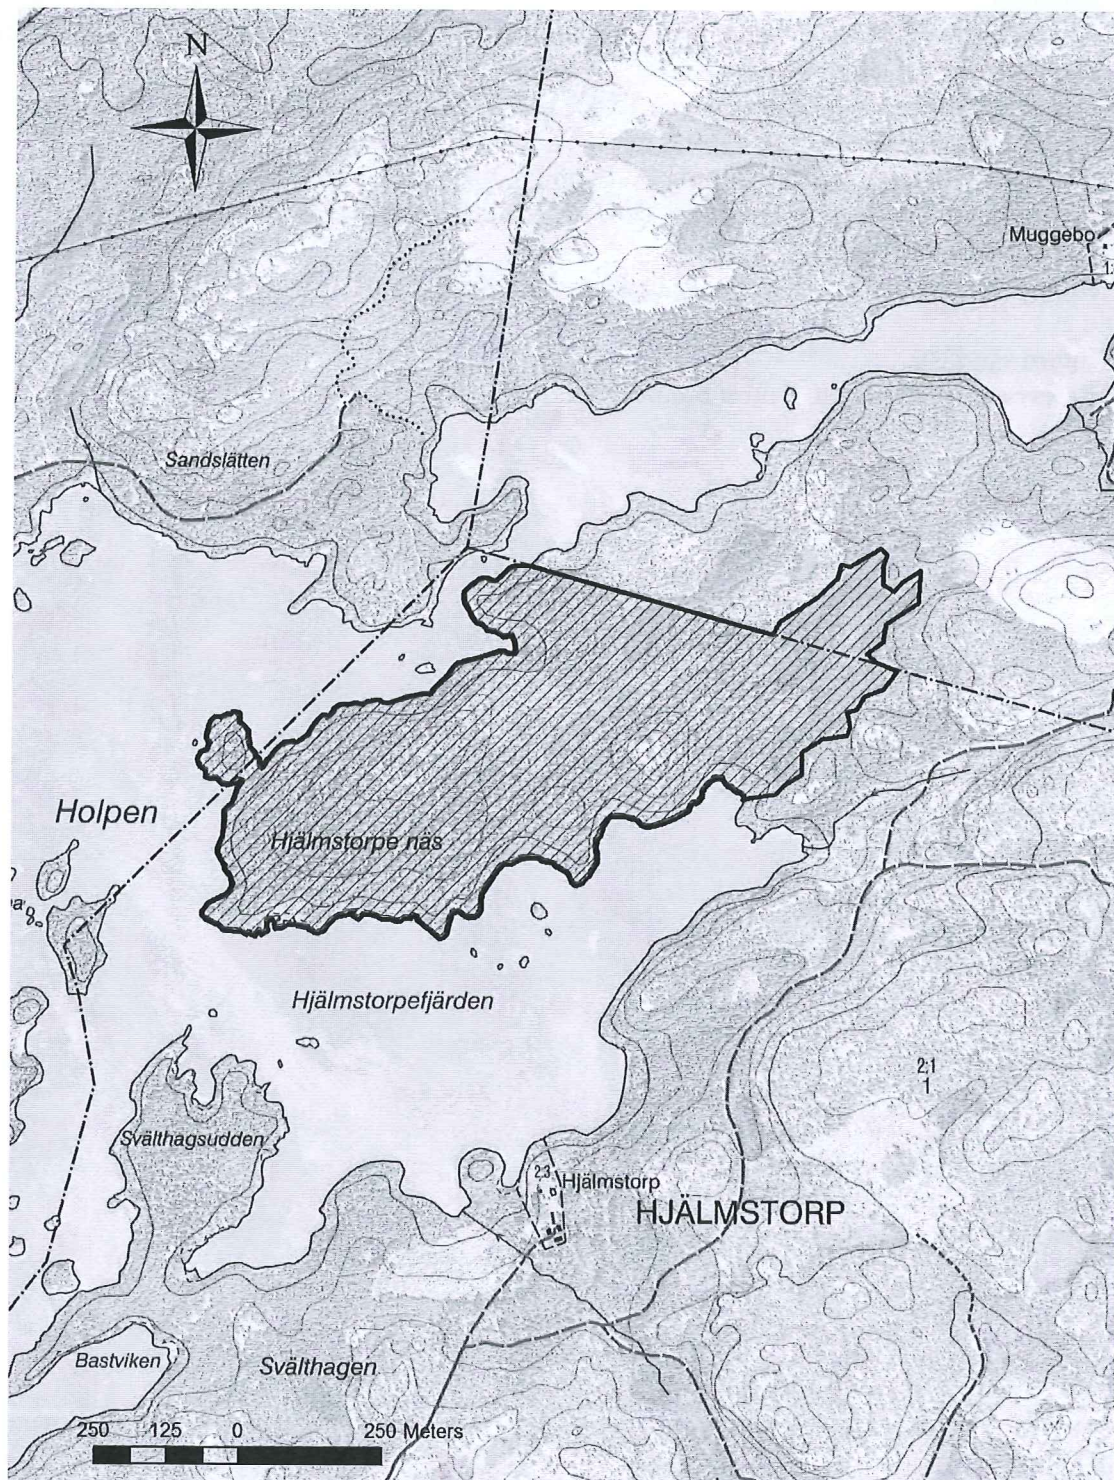 N
Muggebo
Sandslätten
Holpen
Hjälmstorpe näs
Hjälmstorpefjärden
2:1
1
Svälthagsudden
2:3
Hjälmstorp
HJÄLMSTORP
Bastviken
Svälthagen
250 125 0 250 Meters